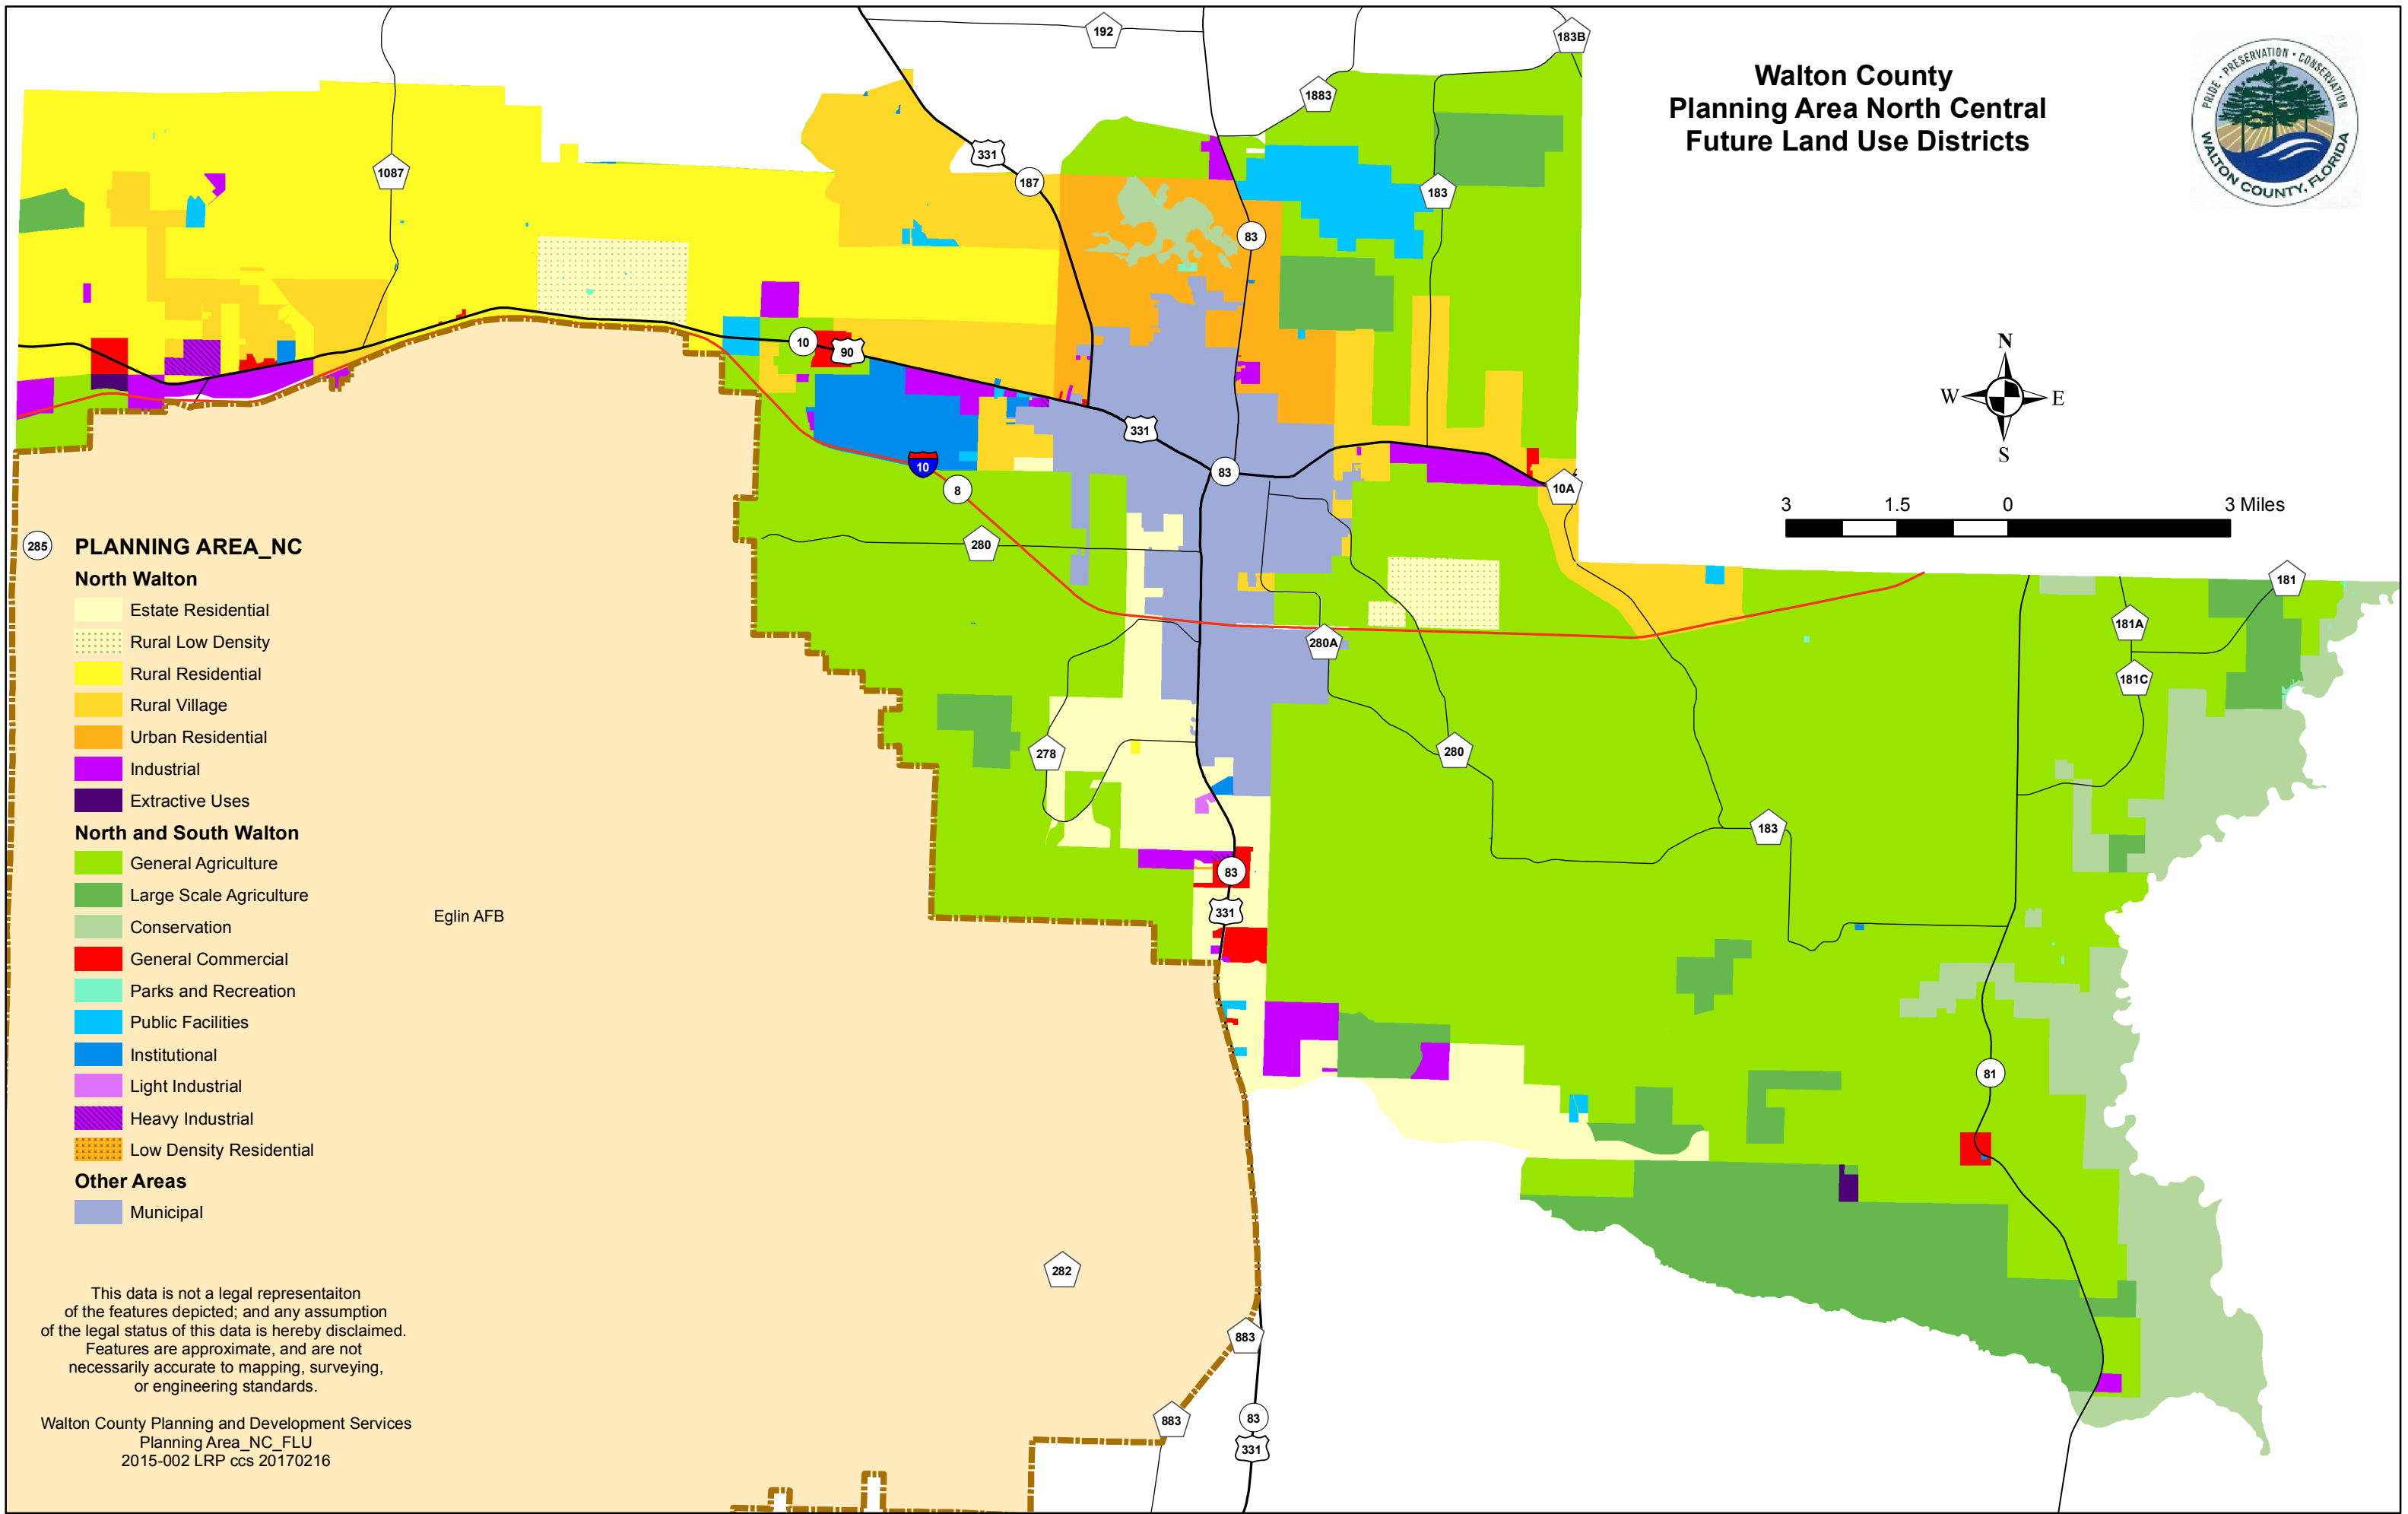 Walton County
Planning Area North Central
Future Land Use Districts
PRIDE • PRESERVATION • CONSERVATION
WALTON COUNTY, FLORIDA
192
183B
1883
331
187
1087
183
83
10
90
331
83
10
8
10A
280
N
W E
S
3 1.5 0 3 Miles
285
PLANNING AREA_NC
North Walton
Estate Residential
Rural Low Density
Rural Residential
Rural Village
Urban Residential
Industrial
Extractive Uses
North and South Walton
General Agriculture
Large Scale Agriculture
Conservation
General Commercial
Parks and Recreation
Public Facilities
Institutional
Light Industrial
Heavy Industrial
Low Density Residential
Other Areas
Municipal
181
181A
181C
280A
278
280
183
83
331
Eglin AFB
81
282
883
883
83
331
This data is not a legal representaiton
of the features depicted; and any assumption
of the legal status of this data is hereby disclaimed.
Features are approximate, and are not
necessarily accurate to mapping, surveying,
or engineering standards.
Walton County Planning and Development Services
Planning Area_NC_FLU
2015-002 LRP ccs 20170216